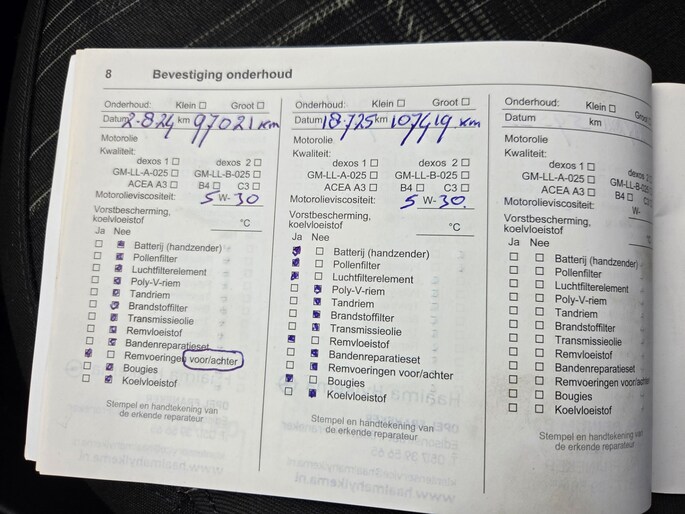 8 Bevestiging onderhoud
Onderhoud: Klein ☐ Groot ☐
Datum 2-8-24 km 97021 km
Motorolie
Kwaliteit:
dexos 1 ☐ dexos 2 ☐
GM-LL-A-025 ☐ GM-LL-B-025 ☐
ACEA A3 ☐ B4 ☐ C3 ☐
Motorolieviscositeit: 5 W- 30
Vorstbescherming,
koelvloeistof °C
Ja Nee
Batterij (handzender)
Pollenfilter
Luchtfilterelement
Poly-V-riem
Tandriem
Brandstoffilter
Transmissieolie
Remvloeistof
Bandenreparatieset
Remvoeringen voor/achter
Bougies
Koelvloeistof
Stempel en handtekening van
de erkende reparateur
Onderhoud: Klein ☐ Groot ☐
Datum 18-7-25 km 107419 km
Motorolie
Kwaliteit:
dexos 1 ☐ dexos 2 ☐
GM-LL-A-025 ☐ GM-LL-B-025 ☐
ACEA A3 ☐ B4 ☐ C3 ☐
Motorolieviscositeit: 5 W- 30
Vorstbescherming,
koelvloeistof °C
Ja Nee
Batterij (handzender)
Pollenfilter
Luchtfilterelement
Poly-V-riem
Tandriem
Brandstoffilter
Transmissieolie
Remvloeistof
Bandenreparatieset
Remvoeringen voor/achter
Bougies
Koelvloeistof
Stempel en handtekening van
de erkende reparateur
Onderhoud: Klein ☐ Groot ☐
Datum km
Motorolie
Kwaliteit:
dexos 1 ☐ dexos 2
GM-LL-A-025 ☐ GM-LL-B-025
ACEA A3 ☐ B4 ☐ C3 ☐
Motorolieviscositeit: W-
Vorstbescherming,
koelvloeistof °C
Ja Nee
Batterij (handzender)
Pollenfilter
Luchtfilterelement
Poly-V-riem
Tandriem
Brandstoffilter
Transmissieolie
Remvloeistof
Bandenreparatieset
Remvoeringen voor/achter
Bougies
Koelvloeistof
Stempel en handtekening van
de erkende reparateur